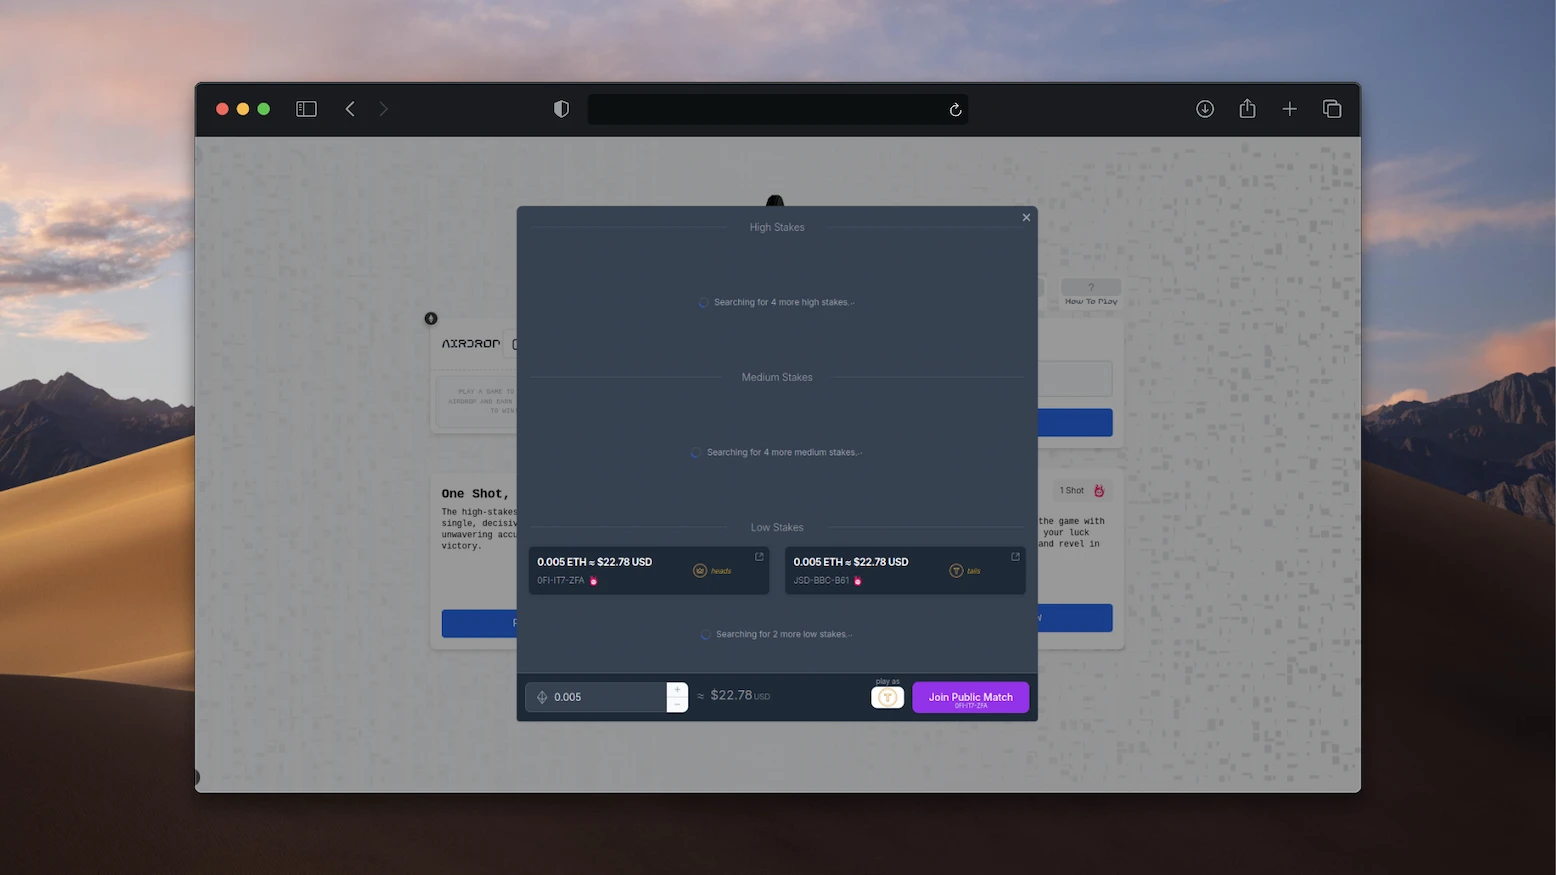 High Stakes
Searching for 4 more high stakes..
?
How To Play
AIRDROP
PLAY A GAME TO
AIRDROP AND EARN
TO WIN
Medium Stakes
Searching for 4 more medium stakes..
One Shot,
The high-stakes
single, decisiv
unwavering accu
victory.
1 Shot
the game with
your luck
and revel in
Low Stakes
0.005 ETH ≈ $22.78 USD
0FI-IT7-ZFA
heads
0.005 ETH ≈ $22.78 USD
JSD-BBC-B61
tails
Searching for 2 more low stakes..
0.005
+
−
≈ $22.78 USD
play as
Join Public Match
0FI-IT7-ZFA